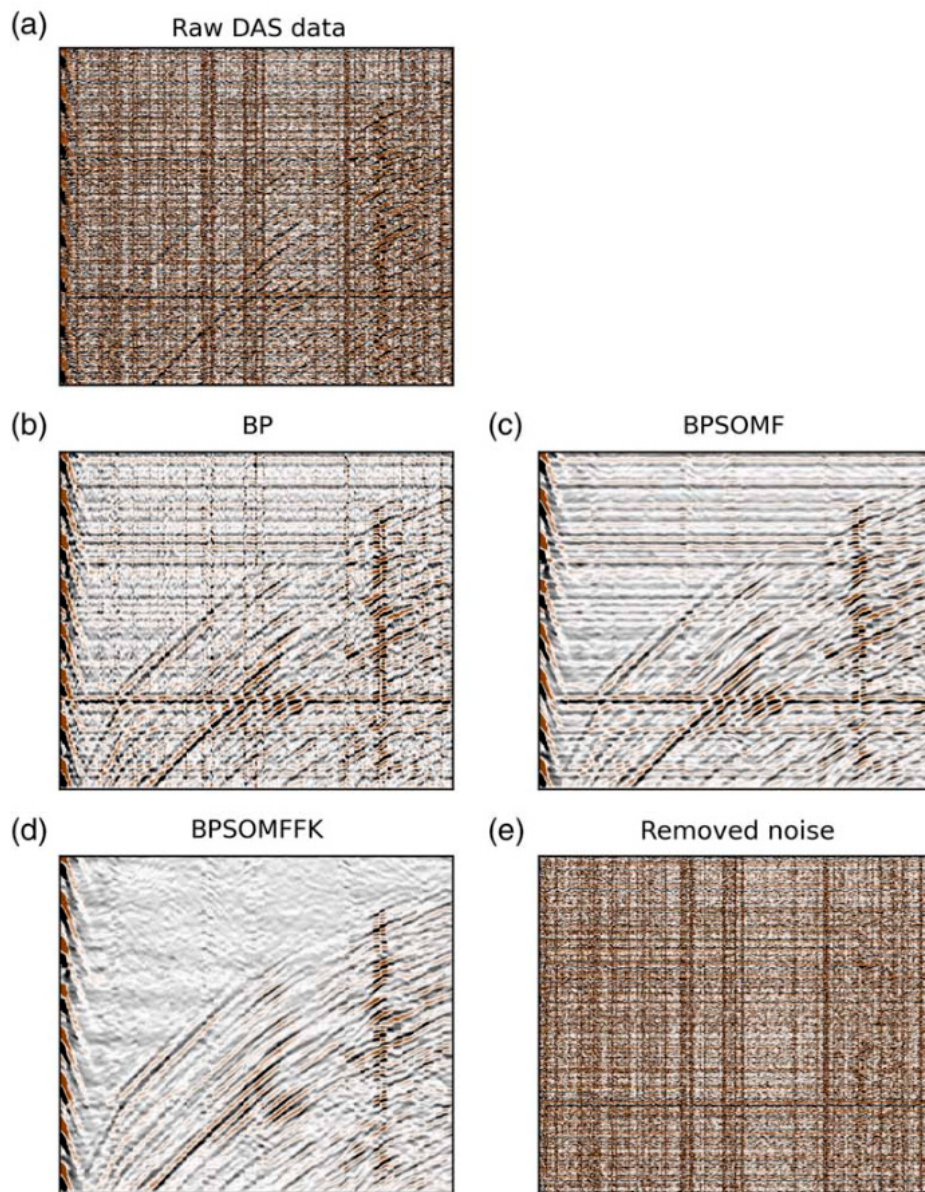 (a) Raw DAS data
(b) BP
(c) BPSOMF
(d) BPSOMFFK
(e) Removed noise